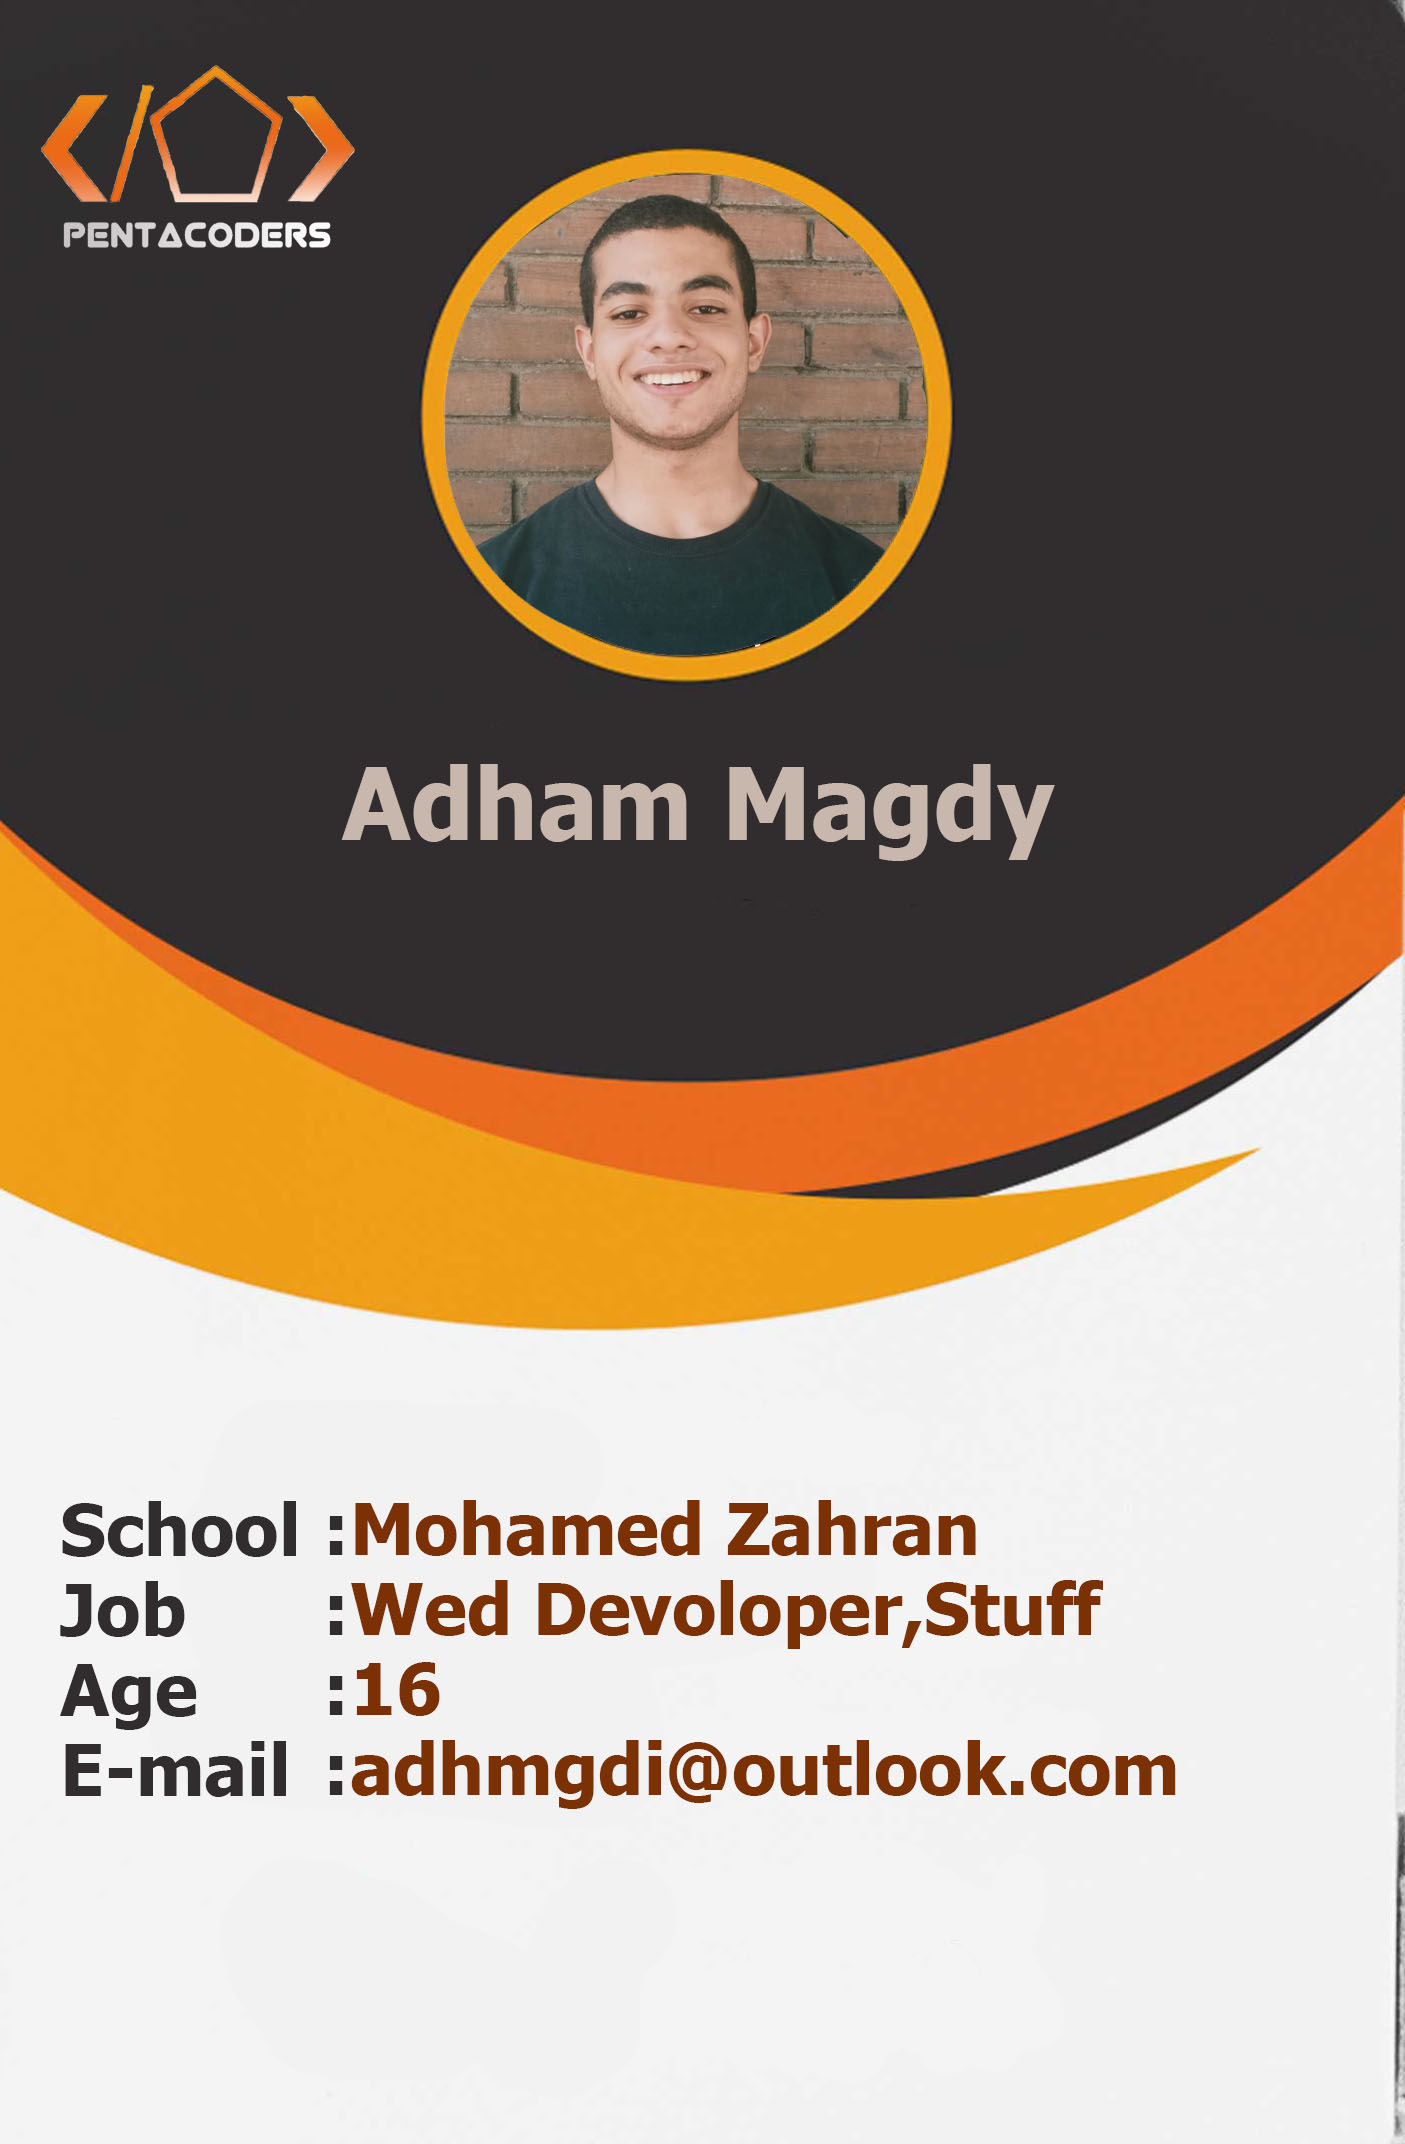 PENTACODERS
Adham Magdy
School :Mohamed Zahran
Job :Wed Devoloper,Stuff
Age :16
E-mail :adhmgdi@outlook.com